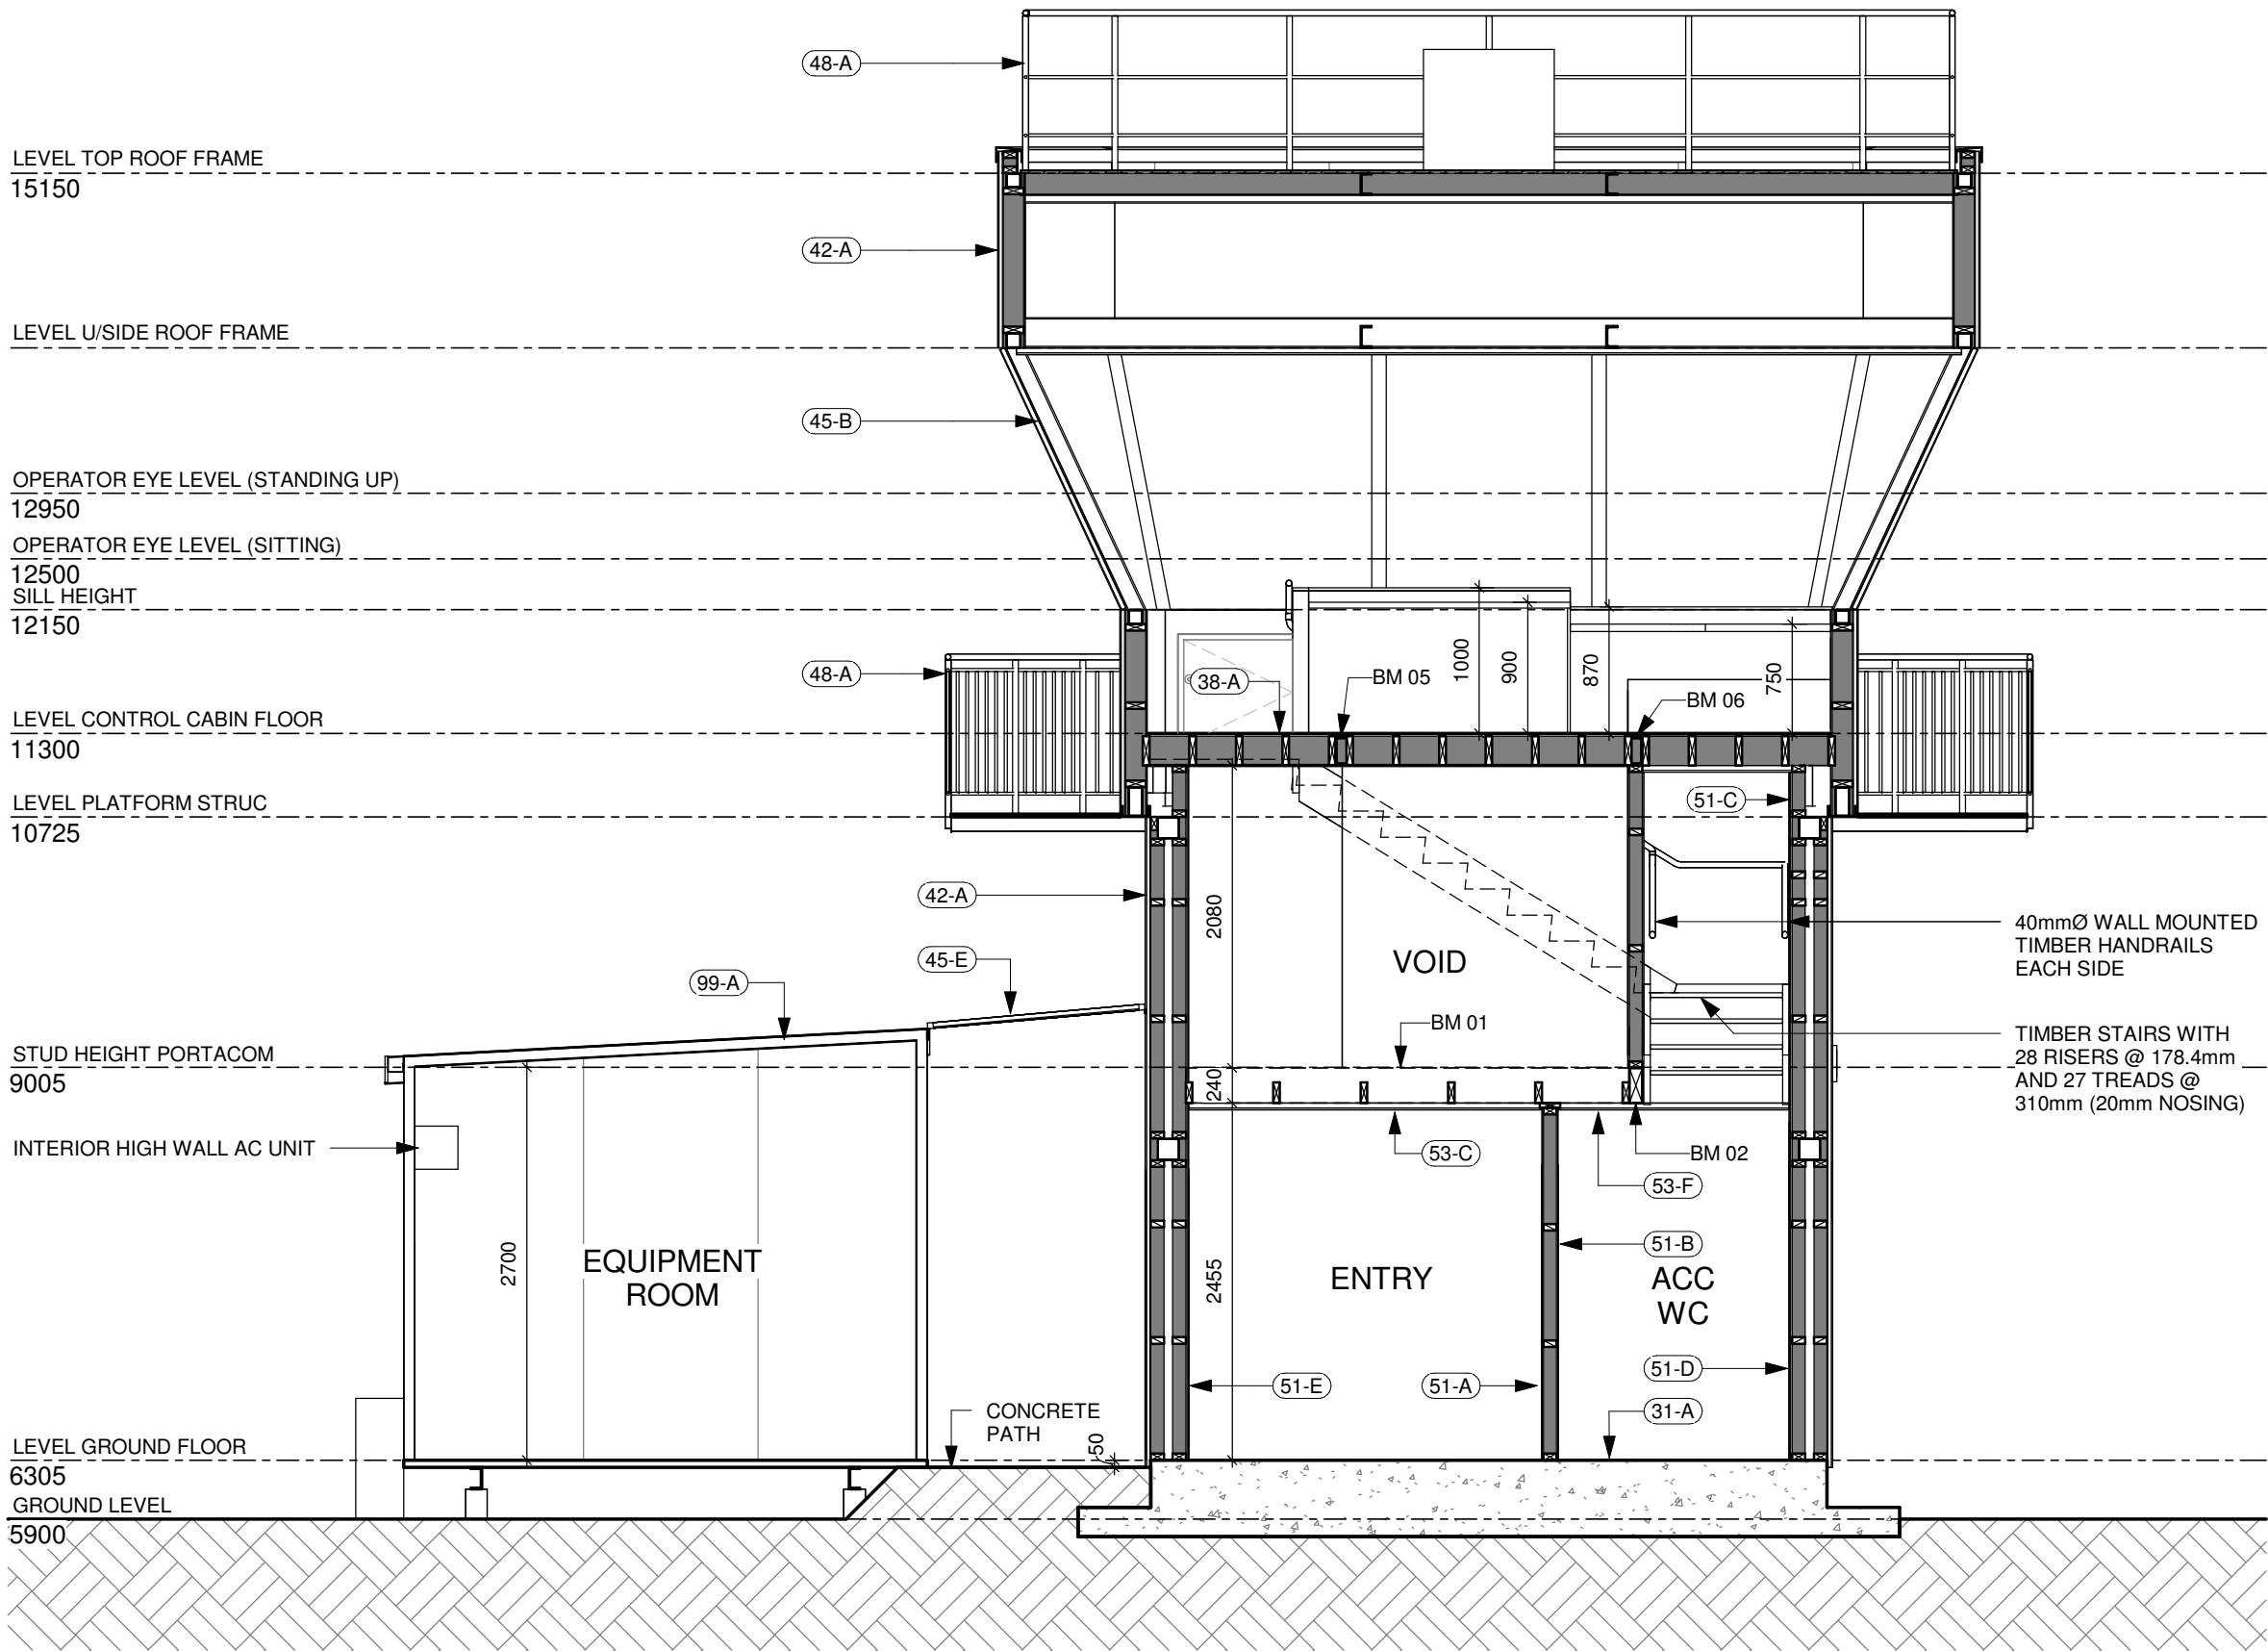 48-A
LEVEL TOP ROOF FRAME
15150
42-A
LEVEL U/SIDE ROOF FRAME
45-B
OPERATOR EYE LEVEL (STANDING UP)
12950
OPERATOR EYE LEVEL (SITTING)
12500
SILL HEIGHT
12150
48-A
38-A
1000
BM 05
900
870
750
BM 06
LEVEL CONTROL CABIN FLOOR
11300
LEVEL PLATFORM STRUC
10725
51-C
42-A
2080
VOID
40mmØ WALL MOUNTED
TIMBER HANDRAILS
EACH SIDE
45-E
99-A
BM 01
TIMBER STAIRS WITH
28 RISERS @ 178.4mm
AND 27 TREADS @
310mm (20mm NOSING)
STUD HEIGHT PORTACOM
9005
240
INTERIOR HIGH WALL AC UNIT
53-C
BM 02
53-F
2700
EQUIPMENT
ROOM
2455
ENTRY
51-B
ACC
WC
51-E
51-A
51-D
31-A
CONCRETE
PATH
50
LEVEL GROUND FLOOR
6305
GROUND LEVEL
5900